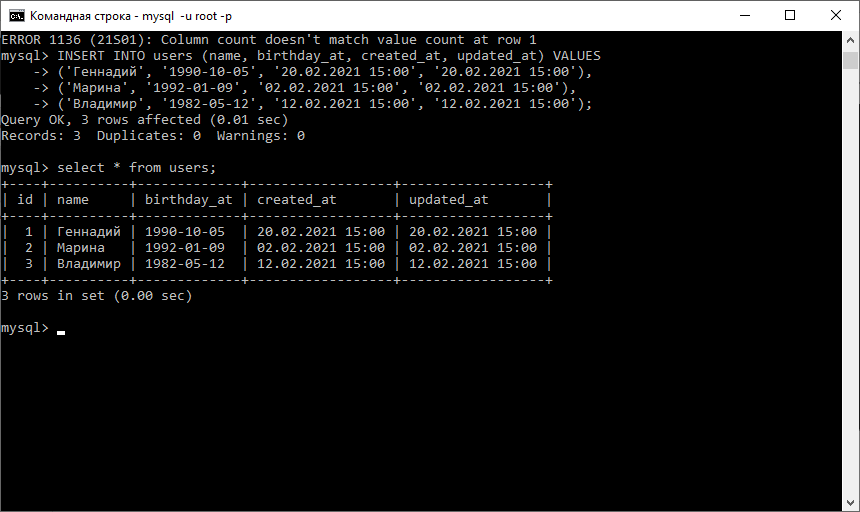 Командная строка - mysql -u root -p
ERROR 1136 (21S01): Column count doesn't match value count at row 1
mysql> INSERT INTO users (name, birthday_at, created_at, updated_at) VALUES
    -> ('Геннадий', '1990-10-05', '20.02.2021 15:00', '20.02.2021 15:00'),
    -> ('Марина', '1992-01-09', '02.02.2021 15:00', '02.02.2021 15:00'),
    -> ('Владимир', '1982-05-12', '12.02.2021 15:00', '12.02.2021 15:00');
Query OK, 3 rows affected (0.01 sec)
Records: 3  Duplicates: 0  Warnings: 0

mysql> select * from users;
+----+----------+-------------+------------------+------------------+
| id | name     | birthday_at | created_at       | updated_at       |
+----+----------+-------------+------------------+------------------+
|  1 | Геннадий | 1990-10-05  | 20.02.2021 15:00 | 20.02.2021 15:00 |
|  2 | Марина   | 1992-01-09  | 02.02.2021 15:00 | 02.02.2021 15:00 |
|  3 | Владимир | 1982-05-12  | 12.02.2021 15:00 | 12.02.2021 15:00 |
+----+----------+-------------+------------------+------------------+
3 rows in set (0.00 sec)

mysql>